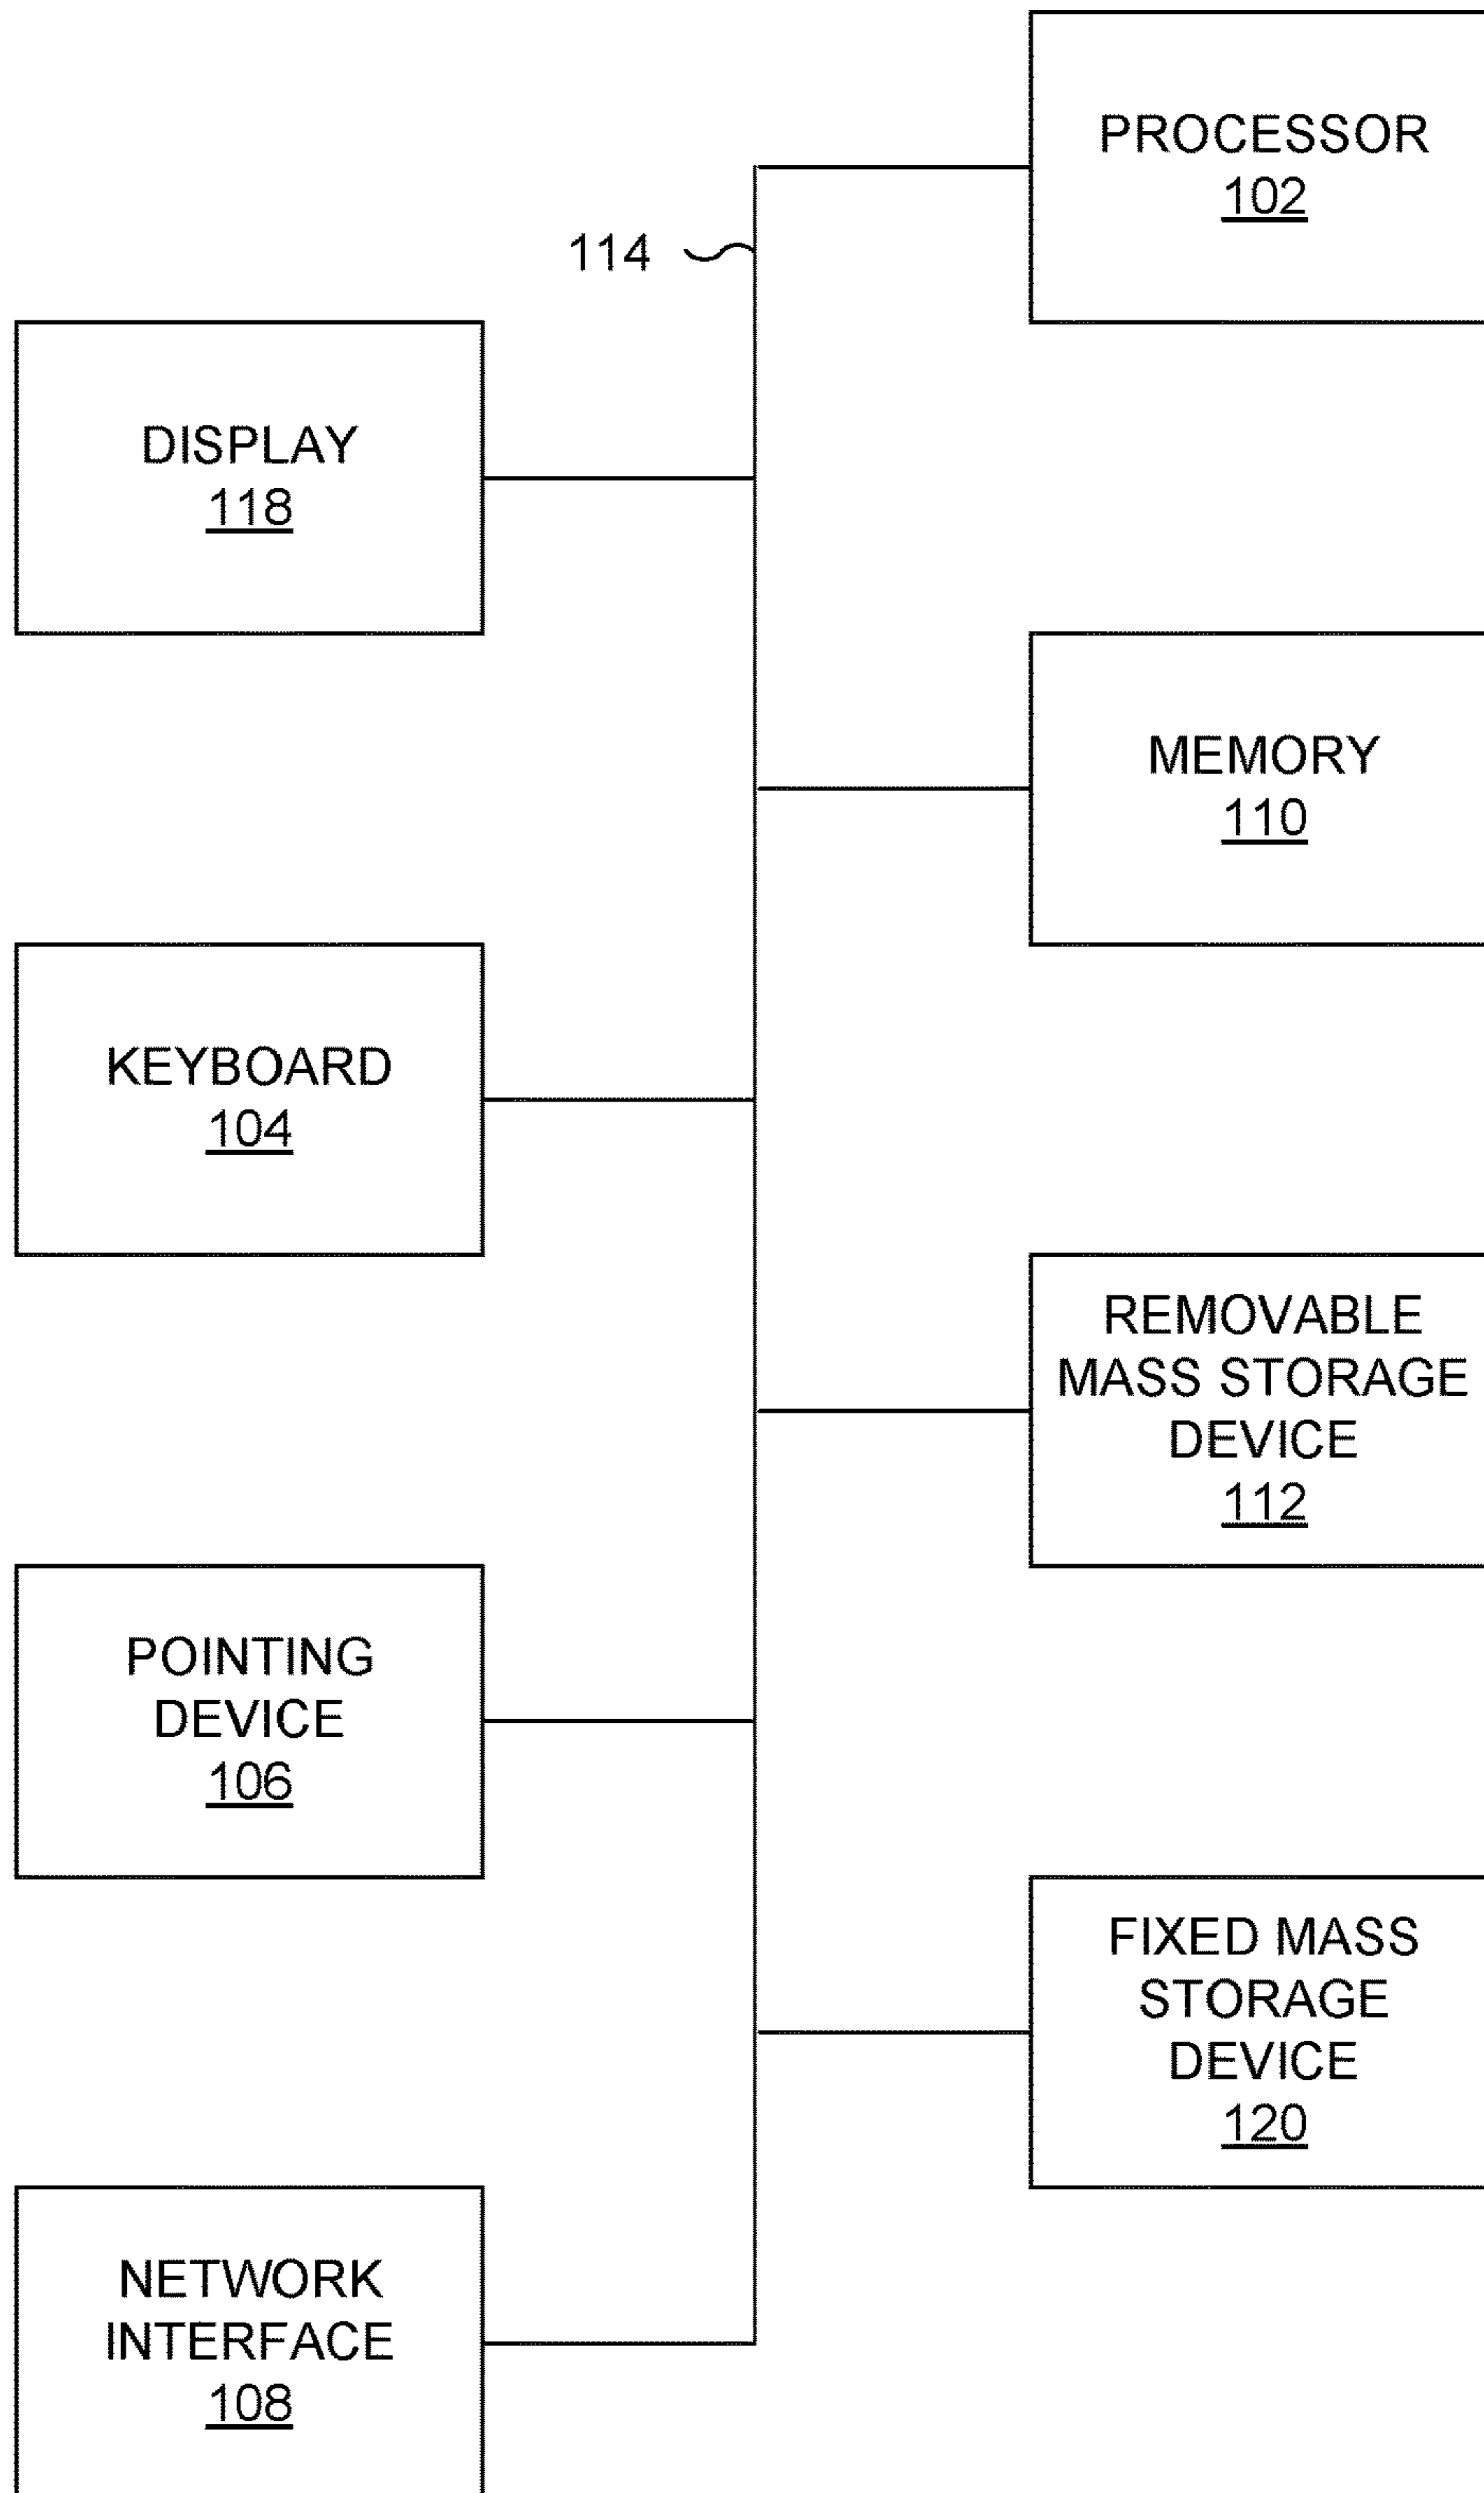 PROCESSOR
102
114
DISPLAY
118
MEMORY
110
KEYBOARD
104
REMOVABLE
MASS STORAGE
DEVICE
112
POINTING
DEVICE
106
FIXED MASS
STORAGE
DEVICE
120
NETWORK
INTERFACE
108